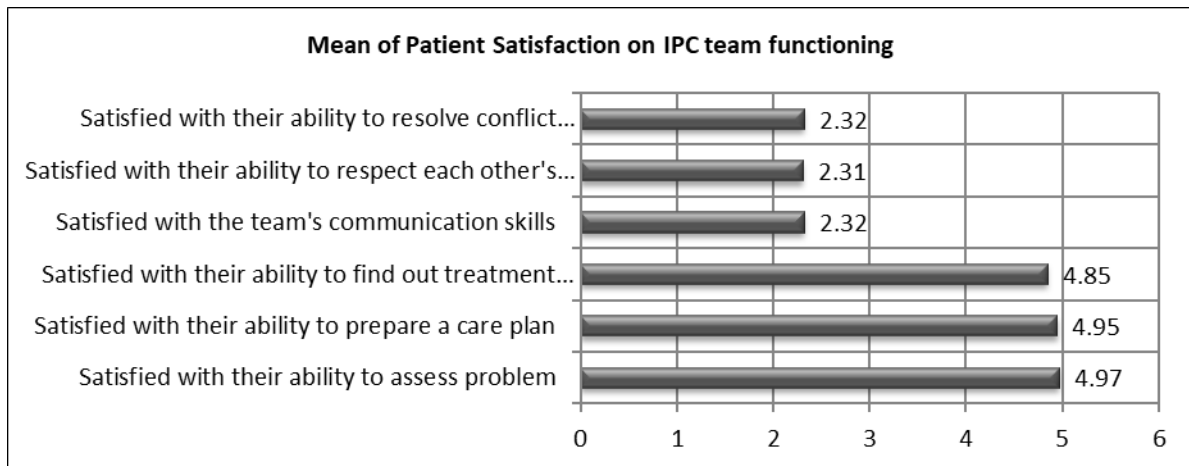 Mean of Patient Satisfaction on IPC team functioning
Satisfied with their ability to resolve conflict...
2.32
Satisfied with their ability to respect each other's...
2.31
Satisfied with the team's communication skills
2.32
Satisfied with their ability to find out treatment...
4.85
Satisfied with their ability to prepare a care plan
4.95
Satisfied with their ability to assess problem
4.97
0 1 2 3 4 5 6